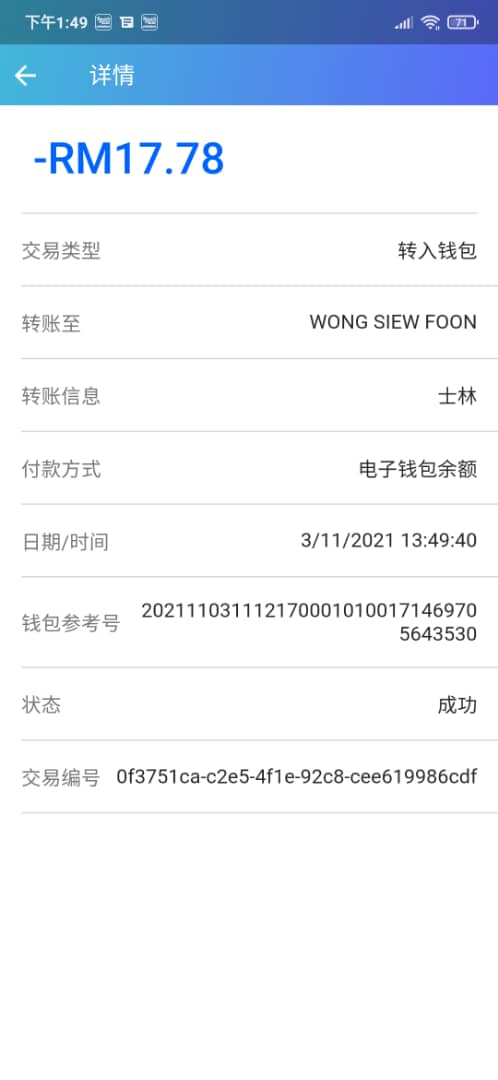 下午1:49
71
详情
-RM17.78
交易类型 转入钱包
转账至 WONG SIEW FOON
转账信息 士林
付款方式 电子钱包余额
日期/时间 3/11/2021 13:49:40
钱包参考号 202111031112170001010017146970
5643530
状态 成功
交易编号 0f3751ca-c2e5-4f1e-92c8-cee619986cdf